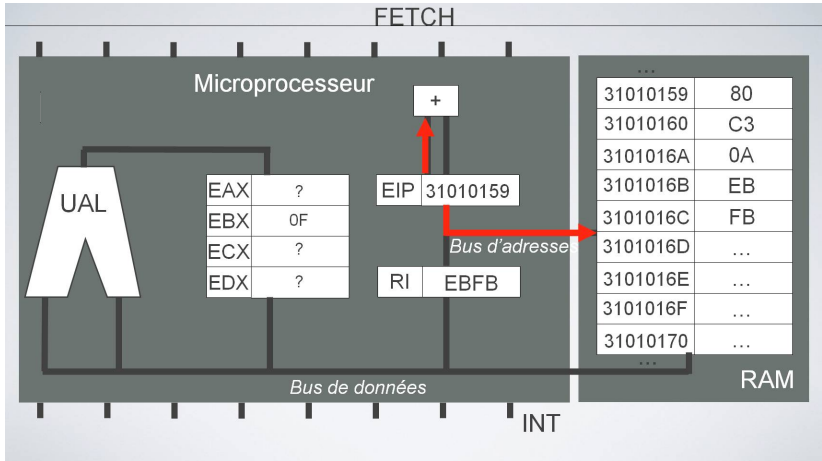 FETCH
Microprocesseur
+
UAL
EAX ?
EBX 0F
ECX ?
EDX ?
EIP 31010159
Bus d'adresses
RI EBFB
Bus de données
INT
...
31010159 80
31010160 C3
3101016A 0A
3101016B EB
3101016C FB
3101016D ...
3101016E ...
3101016F ...
31010170 ...
...
RAM